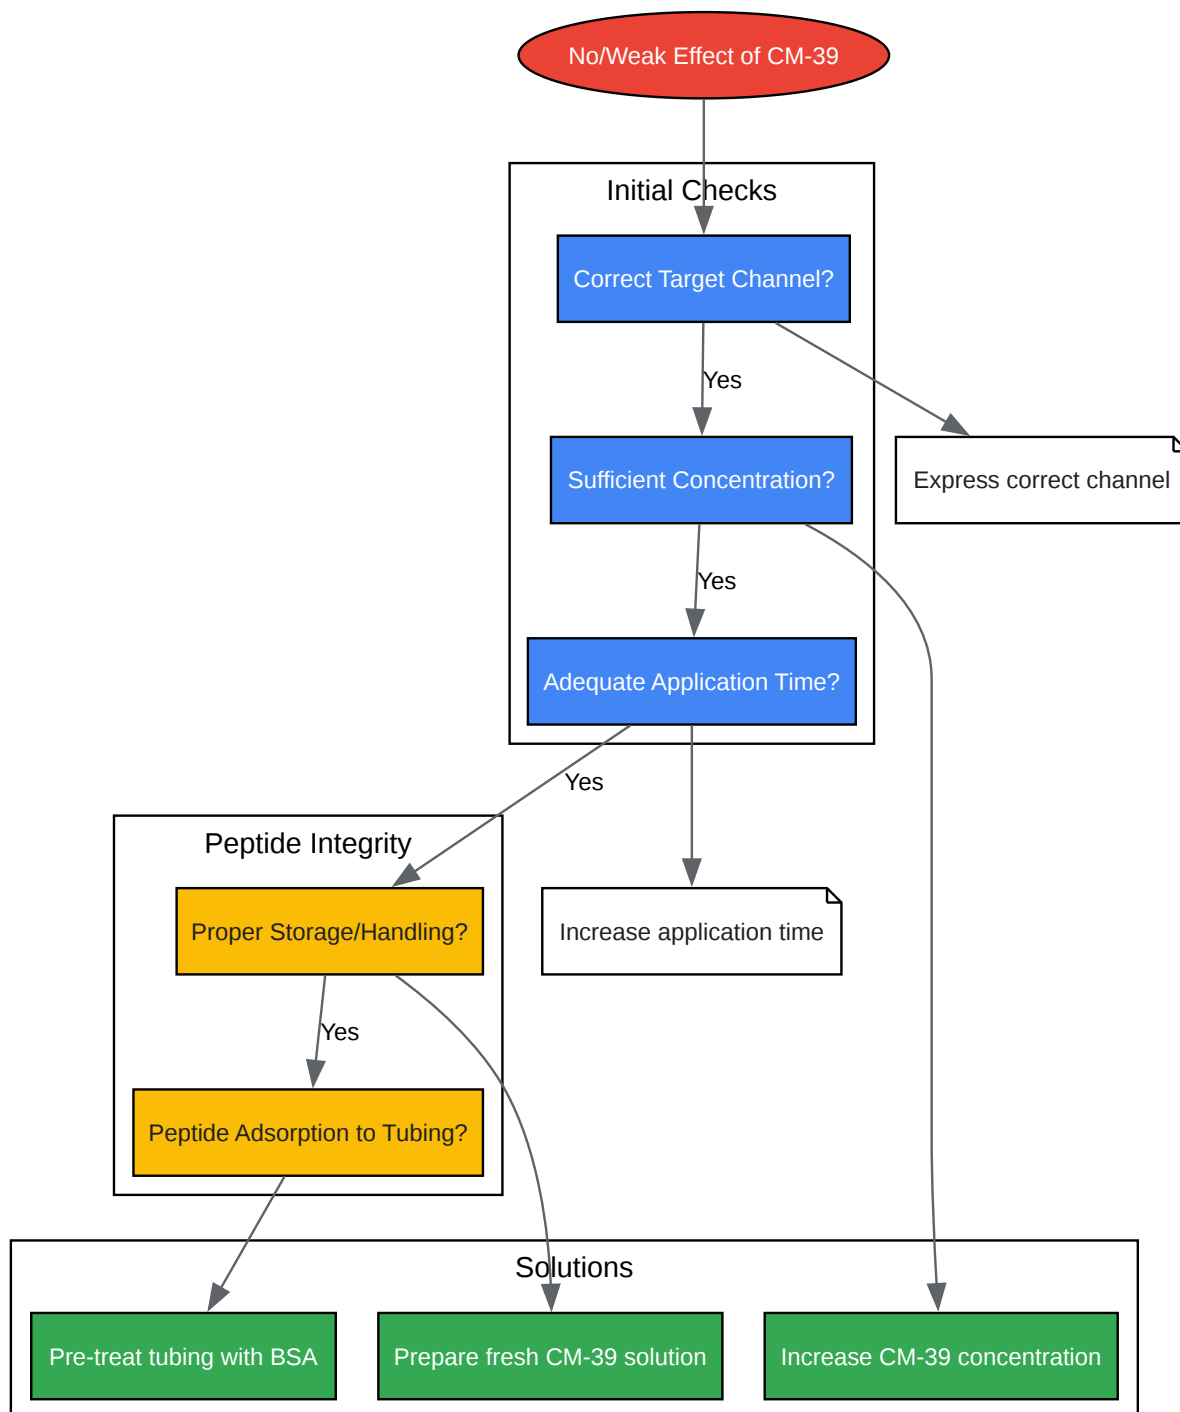 No/Weak Effect of CM-39
Initial Checks
Correct Target Channel?
Yes
Sufficient Concentration?
Express correct channel
Yes
Adequate Application Time?
Yes
Peptide Integrity
Proper Storage/Handling?
Increase application time
Yes
Peptide Adsorption to Tubing?
Solutions
Pre-treat tubing with BSA
Prepare fresh CM-39 solution
Increase CM-39 concentration